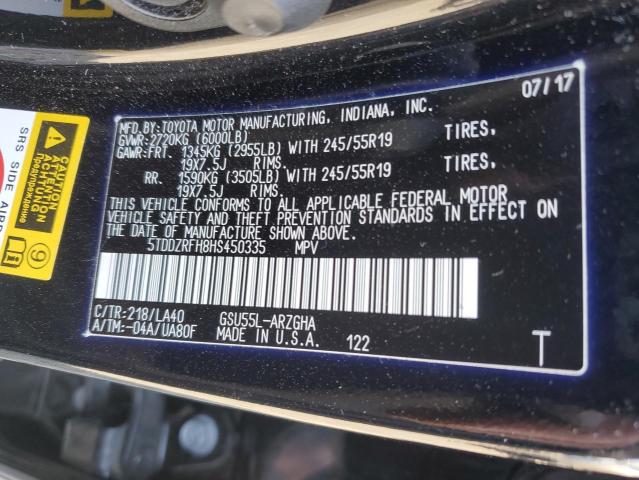 07/17
MFD.BY:TOYOTA MOTOR MANUFACTURING, INDIANA, INC.
GVWR:2720KG (6000LB)
GAWR:FRT. 1345KG (2955LB) WITH 245/55R19 TIRES,
19X7.5J RIMS.
RR. 1590KG (3505LB) WITH 245/55R19 TIRES,
19X7.5J RIMS.
THIS VEHICLE CONFORMS TO ALL APPLICABLE FEDERAL MOTOR
VEHICLE SAFETY AND THEFT PREVENTION STANDARDS IN EFFECT ON
THE DATE OF MANUFACTURE SHOWN ABOVE.
5TDDZRFH8HS450335 MPV
C/TR:218/LA40 GSU55L-ARZGHA
A/TM:-04A/UA80F MADE IN U.S.A. 122
T
SRS SIDE AIRB
CAUTION
ATTENTION
9